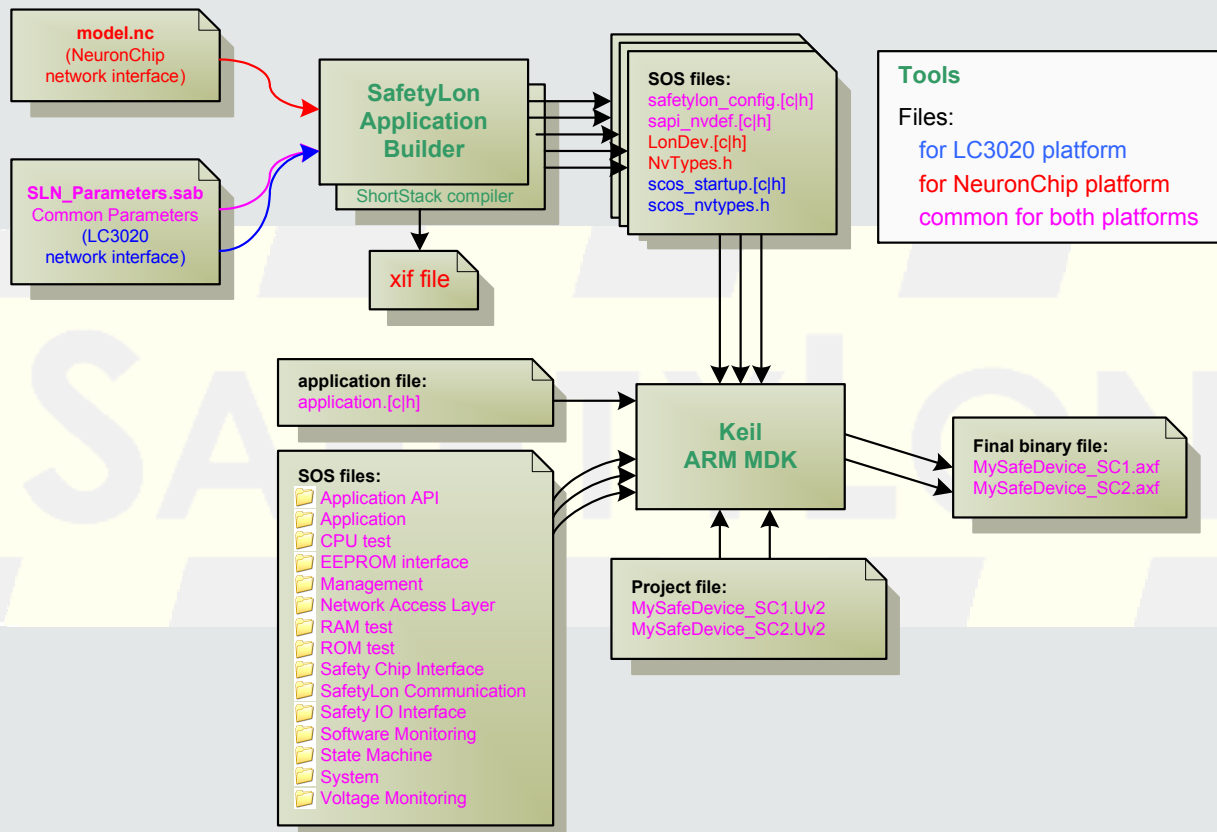 model.nc
(NeuronChip
network interface)
SLN_Parameters.sab
Common Parameters
(LC3020
network interface)
SafetyLon
Application
Builder
ShortStack compiler
xif file
SOS files:
safetylon_config.[c|h]
sapi_nvdef.[c|h]
LonDev.[c|h]
NvTypes.h
scos_startup.[c|h]
scos_nvtypes.h
Tools
Files:
for LC3020 platform
for NeuronChip platform
common for both platforms
application file:
application.[c|h]
SOS files:
Application API
Application
CPU test
EEPROM interface
Management
Network Access Layer
RAM test
ROM test
Safety Chip Interface
SafetyLon Communication
Safety IO Interface
Software Monitoring
State Machine
System
Voltage Monitoring
Keil
ARM MDK
Final binary file:
MySafeDevice_SC1.axf
MySafeDevice_SC2.axf
Project file:
MySafeDevice_SC1.Uv2
MySafeDevice_SC2.Uv2
SAFETYLON